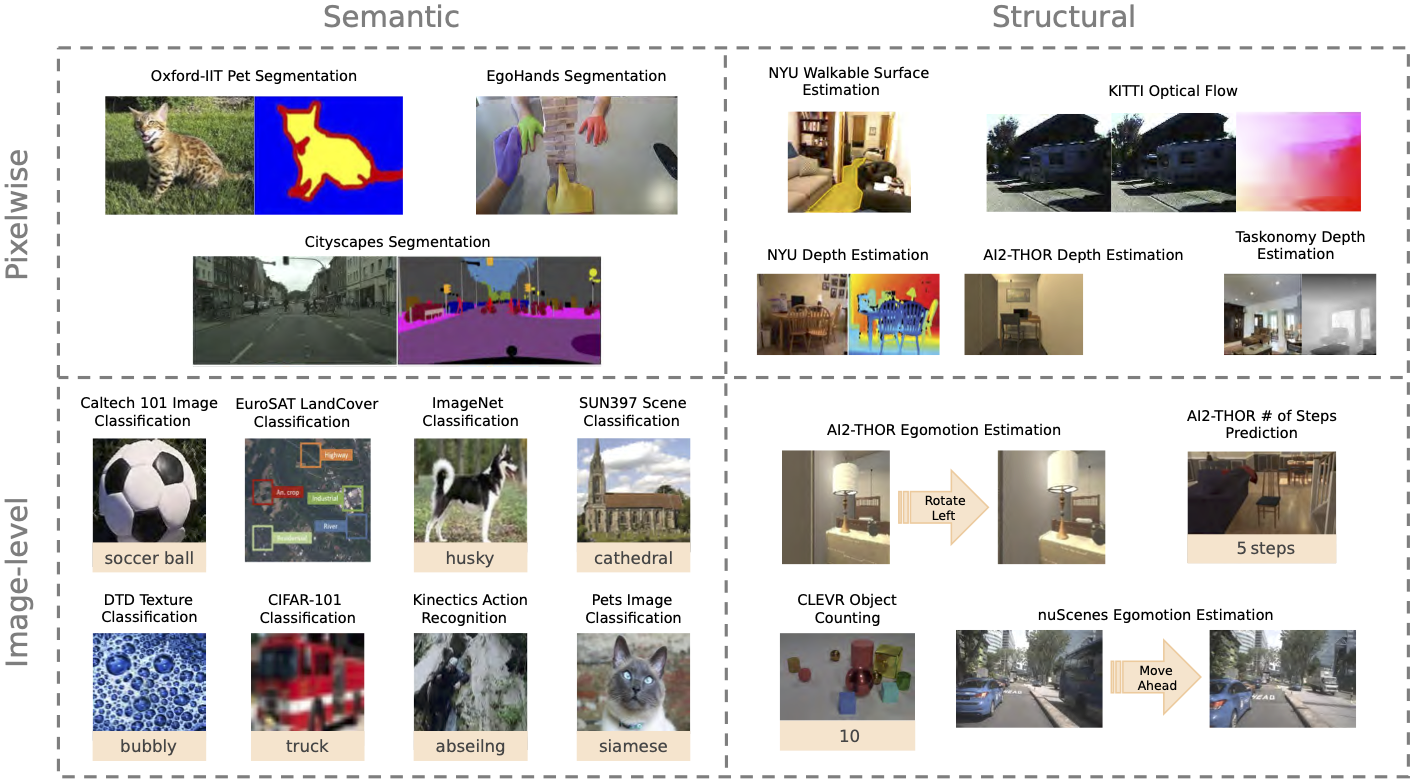 Semantic
Structural
Pixelwise
Oxford-IIT Pet Segmentation
EgoHands Segmentation
Cityscapes Segmentation
NYU Walkable Surface
Estimation
KITTI Optical Flow
NYU Depth Estimation
AI2-THOR Depth Estimation
Taskonomy Depth
Estimation
Image-level
Caltech 101 Image
Classification
EuroSAT LandCover
Classification
ImageNet
Classification
SUN397 Scene
Classification
Highway
An. crop
Industrial
River
Residential
soccer ball
husky
cathedral
DTD Texture
Classification
CIFAR-101
Classification
Kinectics Action
Recognition
Pets Image
Classification
bubbly
truck
abseilng
siamese
AI2-THOR Egomotion Estimation
Rotate
Left
AI2-THOR # of Steps
Prediction
5 steps
CLEVR Object
Counting
10
nuScenes Egomotion Estimation
Move
Ahead